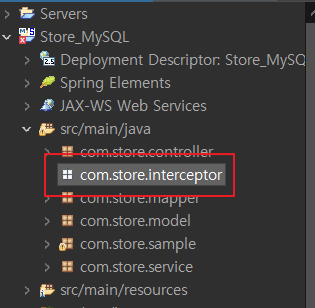 Servers
Store_MySQL
Deployment Descriptor: Store_MySQ
Spring Elements
JAX-WS Web Services
src/main/java
com.store.controller
com.store.interceptor
com.store.mapper
com.store.model
com.store.sample
com.store.service
src/main/resources